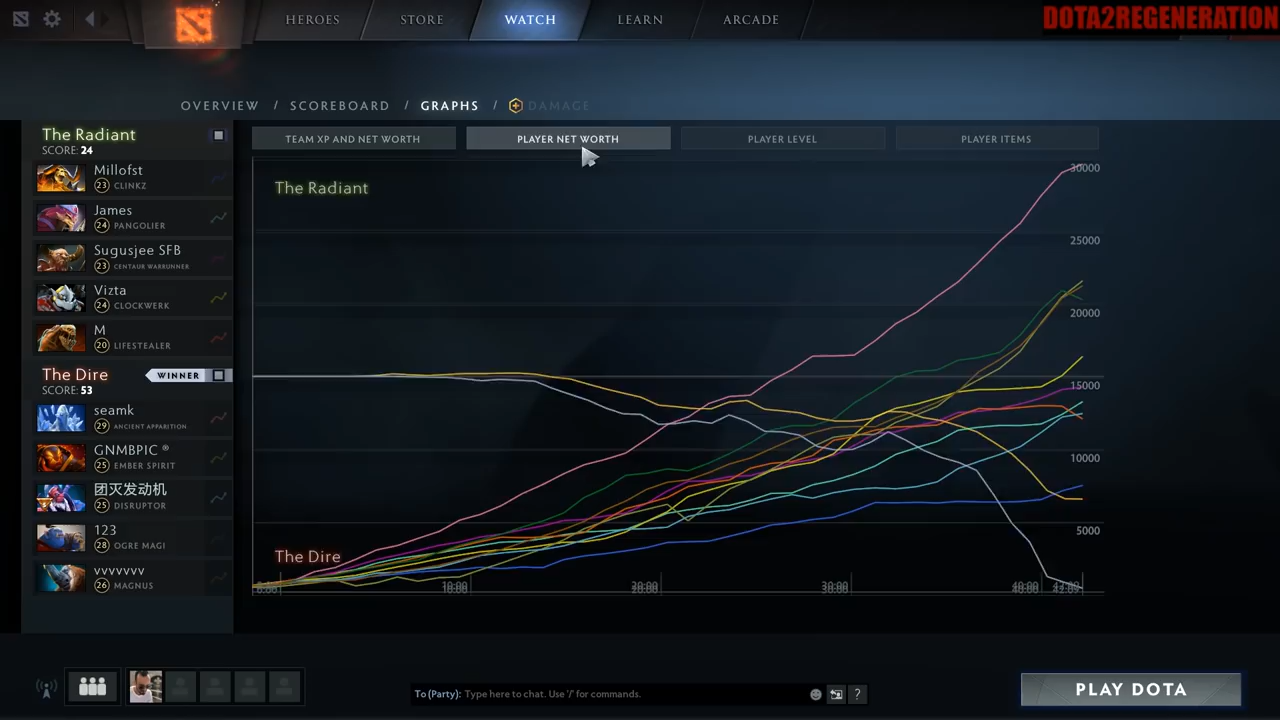 HEROES
STORE
WATCH
LEARN
ARCADE
DOTA2REGENERATION
OVERVIEW / SCOREBOARD / GRAPHS / DAMAGE
The Radiant
SCORE: 24
Millofst
23 CLINKZ
James
24 PANGOLIER
Sugusjee SFB
23 CENTAUR WARRUNNER
Vizta
24 CLOCKWERK
M
20 LIFESTEALER
The Dire
WINNER
SCORE: 53
seamk
29 ANCIENT APPARITION
GNMBPIC ®
25 EMBER SPIRIT
团灭发动机
25 DISRUPTOR
123
28 OGRE MAGI
vvvvvvv
26 MAGNUS
TEAM XP AND NET WORTH
PLAYER NET WORTH
PLAYER LEVEL
PLAYER ITEMS
The Radiant
30000
25000
20000
15000
10000
5000
The Dire
10:00
20:00
30:00
40:00
To (Party): Type here to chat. Use '/' for commands.
?
PLAY DOTA